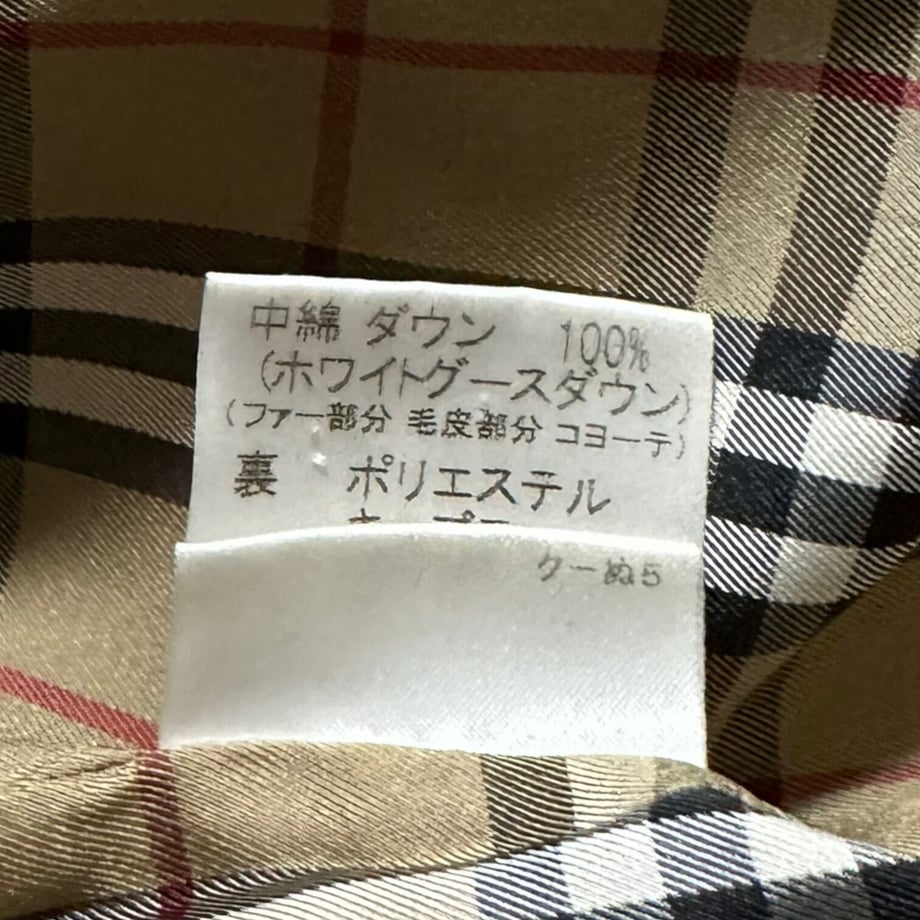 中綿 ダウン 100%
(ホワイトグースダウン)
(ファー部分 毛皮部分 コヨーテ)
裏 ポリエステル
ケーぬ5